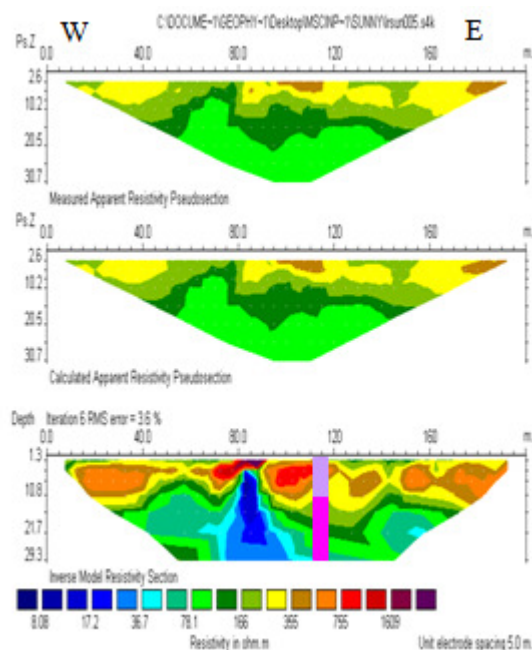 C:\DOCUME~1\GEOPHY~1\Desktop\MSCINP~1\SUNNY\irsun005.s4k
W E
Ps.Z 0.0 40.0 80.0 120 160 m.
2.6
10.2
20.5
30.7
Measured Apparent Resistivity Pseudosection
Ps.Z 0.0 40.0 80.0 120 160 m.
2.6
10.2
20.5
30.7
Calculated Apparent Resistivity Pseudosection
Depth Iteration 6 RMS error = 3.6 %
0.0 40.0 80.0 120 160 m.
1.3
10.8
21.7
29.3
Inverse Model Resistivity Section
8.08 17.2 36.7 78.1 166 355 755 1609
Resistivity in ohm.m Unit electrode spacing 5.0 m.